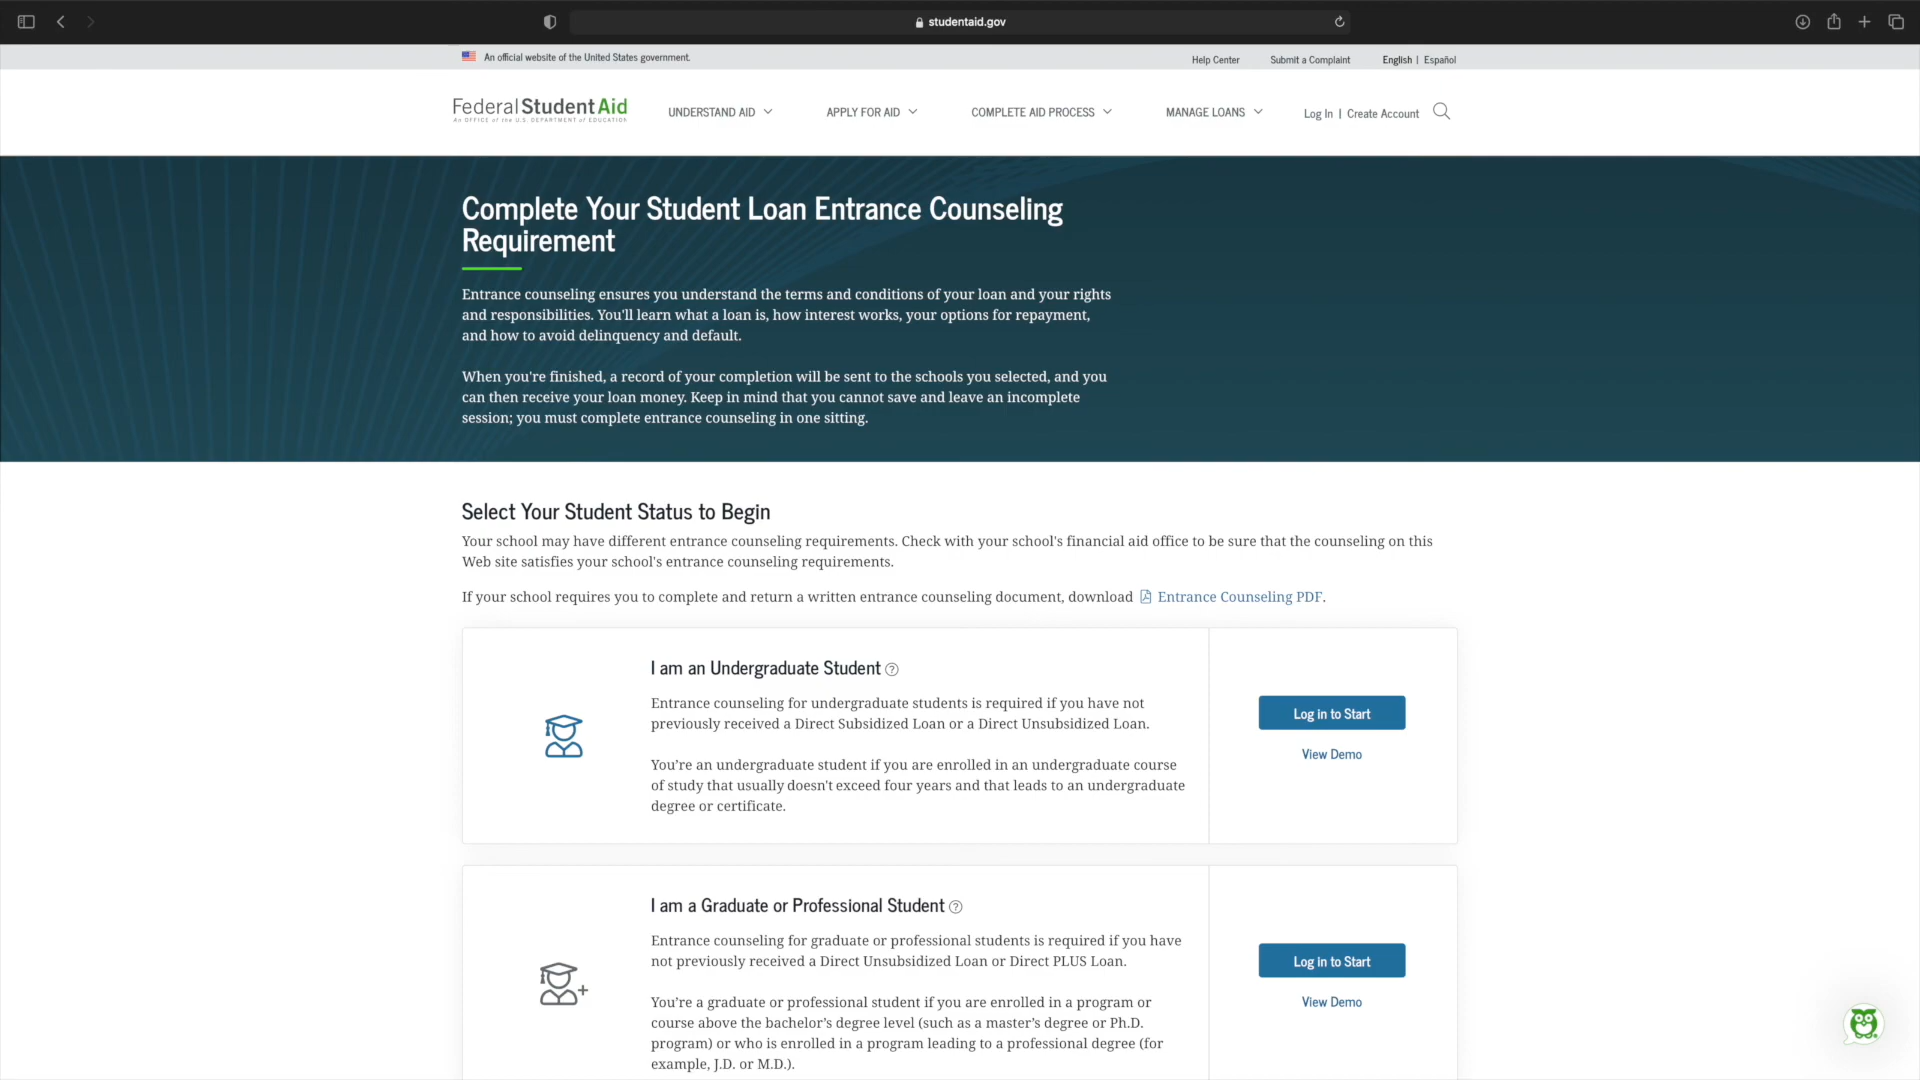 studentaid.gov
An official website of the United States government.
Help Center
Submit a Complaint
English | Español
Federal StudentAid
An OFFICE of the U.S. DEPARTMENT of EDUCATION
UNDERSTAND AID
APPLY FOR AID
COMPLETE AID PROCESS
MANAGE LOANS
Log In | Create Account
Complete Your Student Loan Entrance Counseling
Requirement
Entrance counseling ensures you understand the terms and conditions of your loan and your rights
and responsibilities. You'll learn what a loan is, how interest works, your options for repayment,
and how to avoid delinquency and default.
When you're finished, a record of your completion will be sent to the schools you selected, and you
can then receive your loan money. Keep in mind that you cannot save and leave an incomplete
session; you must complete entrance counseling in one sitting.
Select Your Student Status to Begin
Your school may have different entrance counseling requirements. Check with your school's financial aid office to be sure that the counseling on this
Web site satisfies your school's entrance counseling requirements.
If your school requires you to complete and return a written entrance counseling document, download Entrance Counseling PDF.
I am an Undergraduate Student ?
Entrance counseling for undergraduate students is required if you have not
previously received a Direct Subsidized Loan or a Direct Unsubsidized Loan.
You’re an undergraduate student if you are enrolled in an undergraduate course
of study that usually doesn't exceed four years and that leads to an undergraduate
degree or certificate.
Log in to Start
View Demo
I am a Graduate or Professional Student ?
Entrance counseling for graduate or professional students is required if you have
not previously received a Direct Unsubsidized Loan or Direct PLUS Loan.
You’re a graduate or professional student if you are enrolled in a program or
course above the bachelor’s degree level (such as a master’s degree or Ph.D.
program) or who is enrolled in a program leading to a professional degree (for
example, J.D. or M.D.).
Log in to Start
View Demo